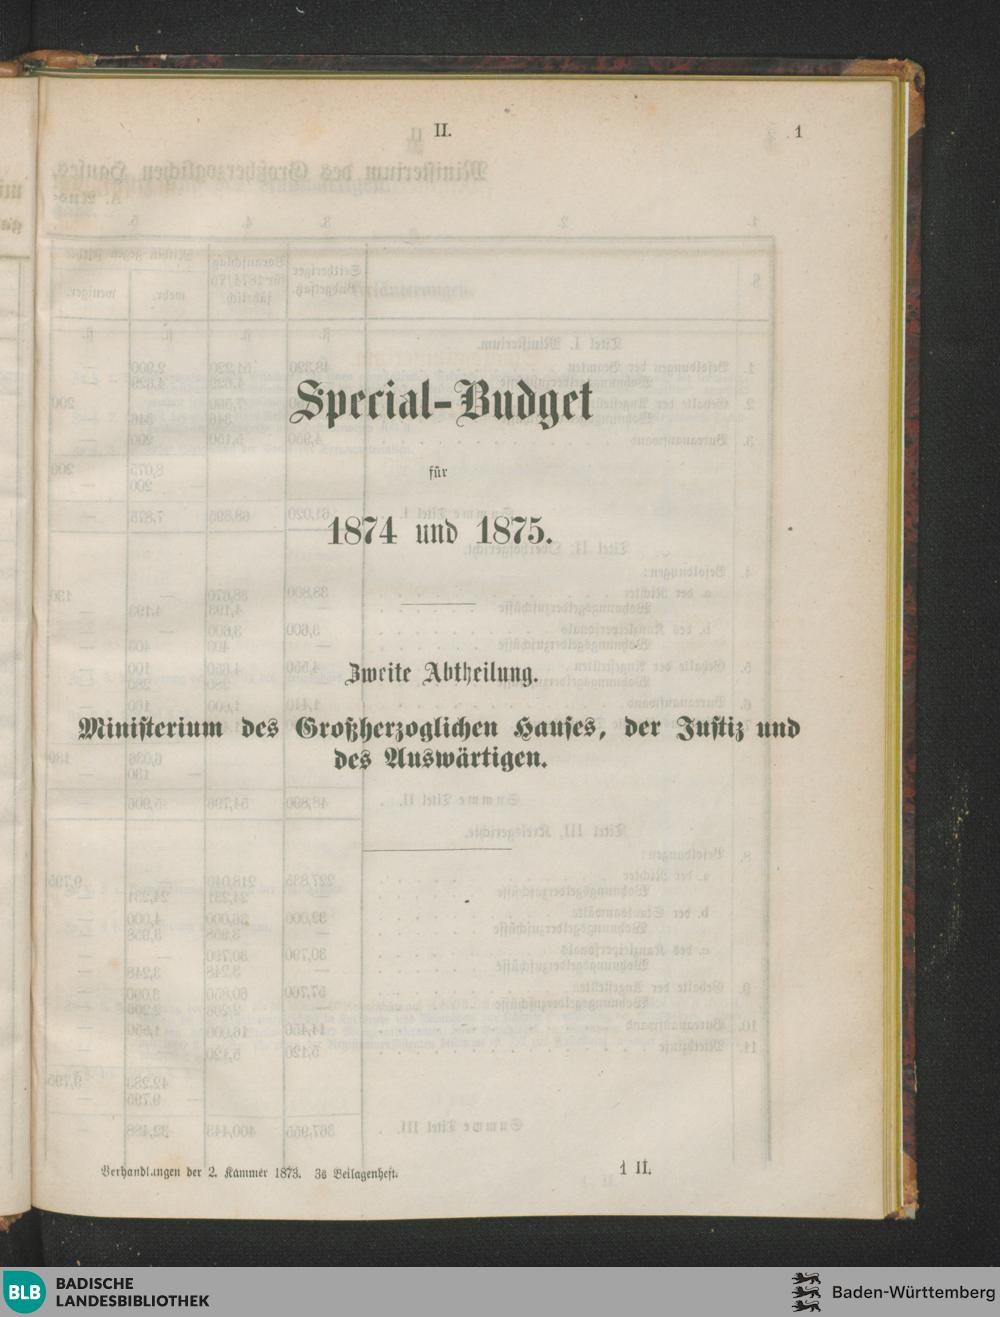 II.
1
Special-Budget
für
1874 und 1875.
Zweite Abtheilung.
Ministerium des Großherzoglichen Hauses, der Justiz und
des Auswärtigen.
Verhandlungen der 2. Kammer 1873. 3s Beilagenheft.
1 II.
BLB
BADISCHE
LANDESBIBLIOTHEK
Baden-Württemberg